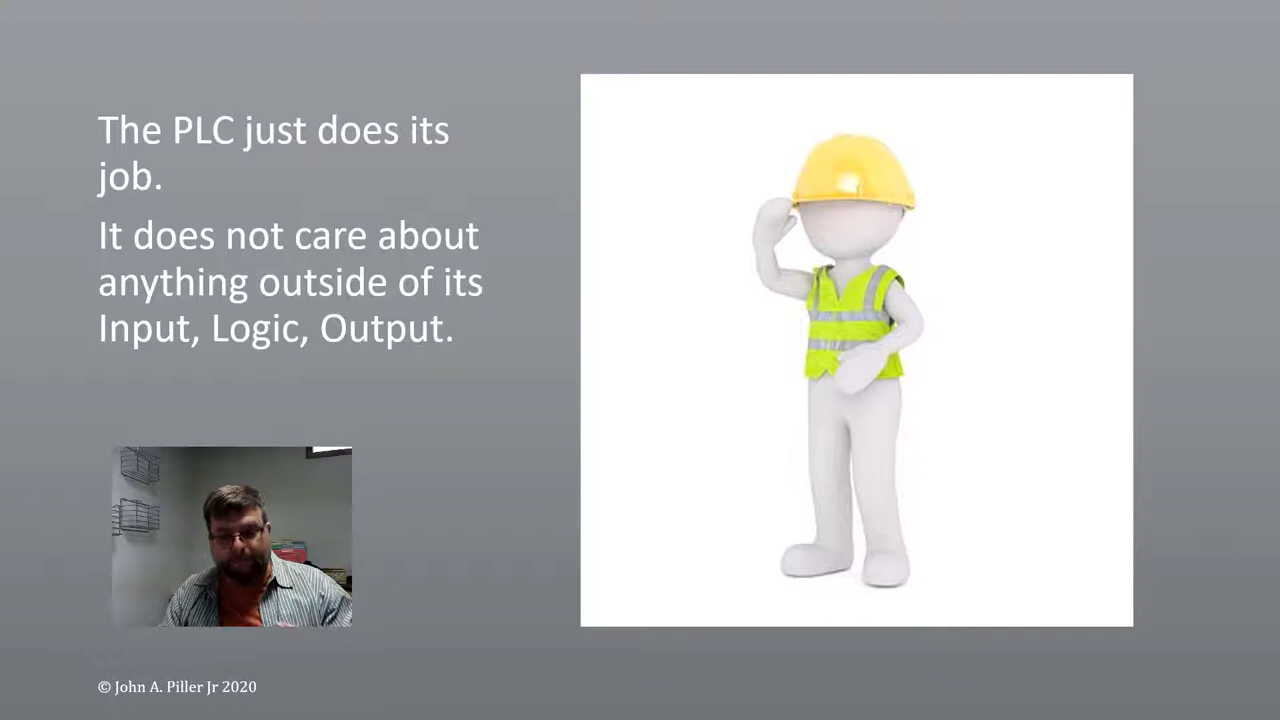 The PLC just does its
job.
It does not care about
anything outside of its
Input, Logic, Output.
© John A. Piller Jr 2020